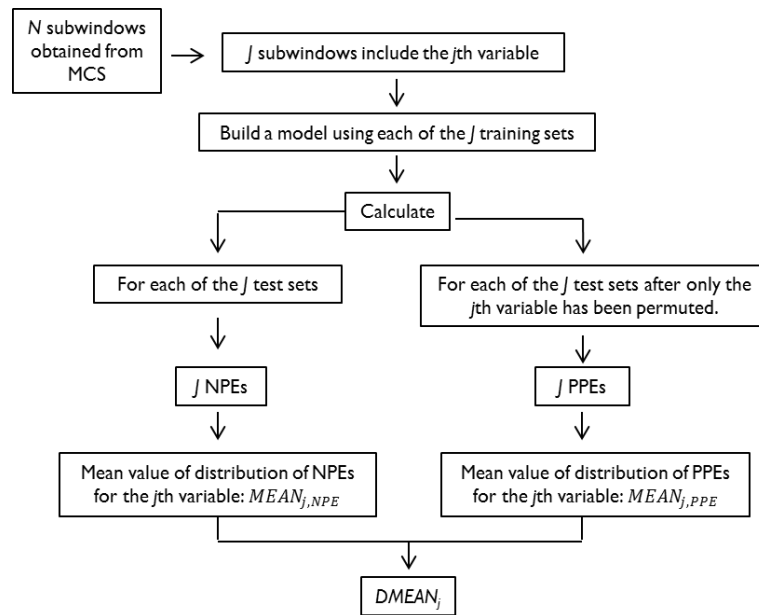 N subwindows
obtained from
MCS
J subwindows include the jth variable
Build a model using each of the J training sets
Calculate
For each of the J test sets
For each of the J test sets after only the
jth variable has been permuted.
J NPEs
J PPEs
Mean value of distribution of NPEs
for the jth variable: MEAN_{j,NPE}
Mean value of distribution of PPEs
for the jth variable: MEAN_{j,PPE}
DMEAN_j